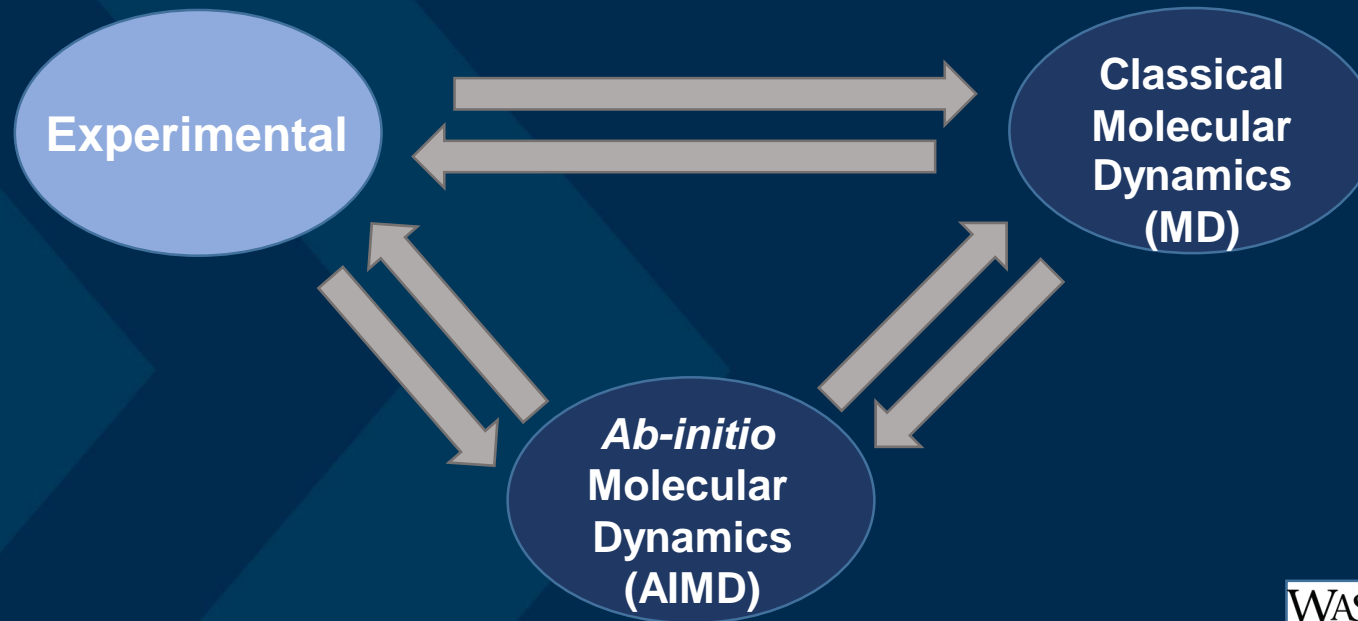 Experimental
Classical
Molecular
Dynamics
(MD)
Ab-initio
Molecular
Dynamics
(AIMD)